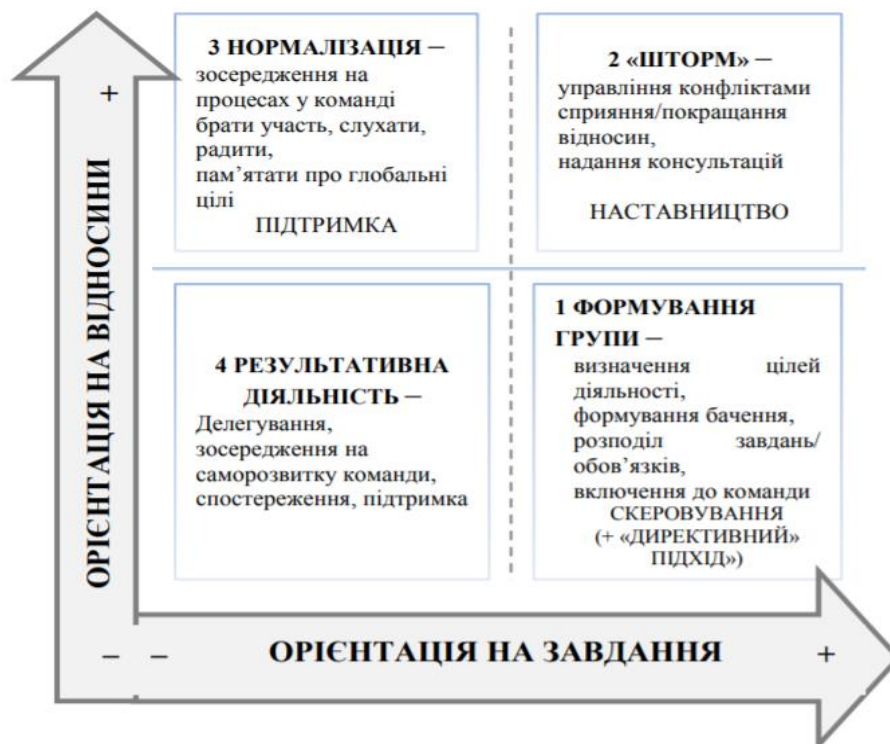 +
ОРІЄНТАЦІЯ НА ВІДНОСИНИ
3 НОРМАЛІЗАЦІЯ —
зосередження на
процесах у команді
брати участь, слухати,
радити,
пам’ятати про глобальні
цілі
ПІДТРИМКА
2 «ШТОРМ» —
управління конфліктами
сприяння/покращання
відносин,
надання консультацій
НАСТАВНИЦТВО
4 РЕЗУЛЬТАТИВНА
ДІЯЛЬНІСТЬ —
Делегування,
зосередження на
саморозвитку команди,
спостереження, підтримка
1 ФОРМУВАННЯ
ГРУПИ —
визначення цілей
діяльності,
формування бачення,
розподіл завдань/
обов’язків,
включення до команди
СКЕРОВУВАННЯ
(+ «ДИРЕКТИВНИЙ»
ПІДХІД»)
– – ОРІЄНТАЦІЯ НА ЗАВДАННЯ +